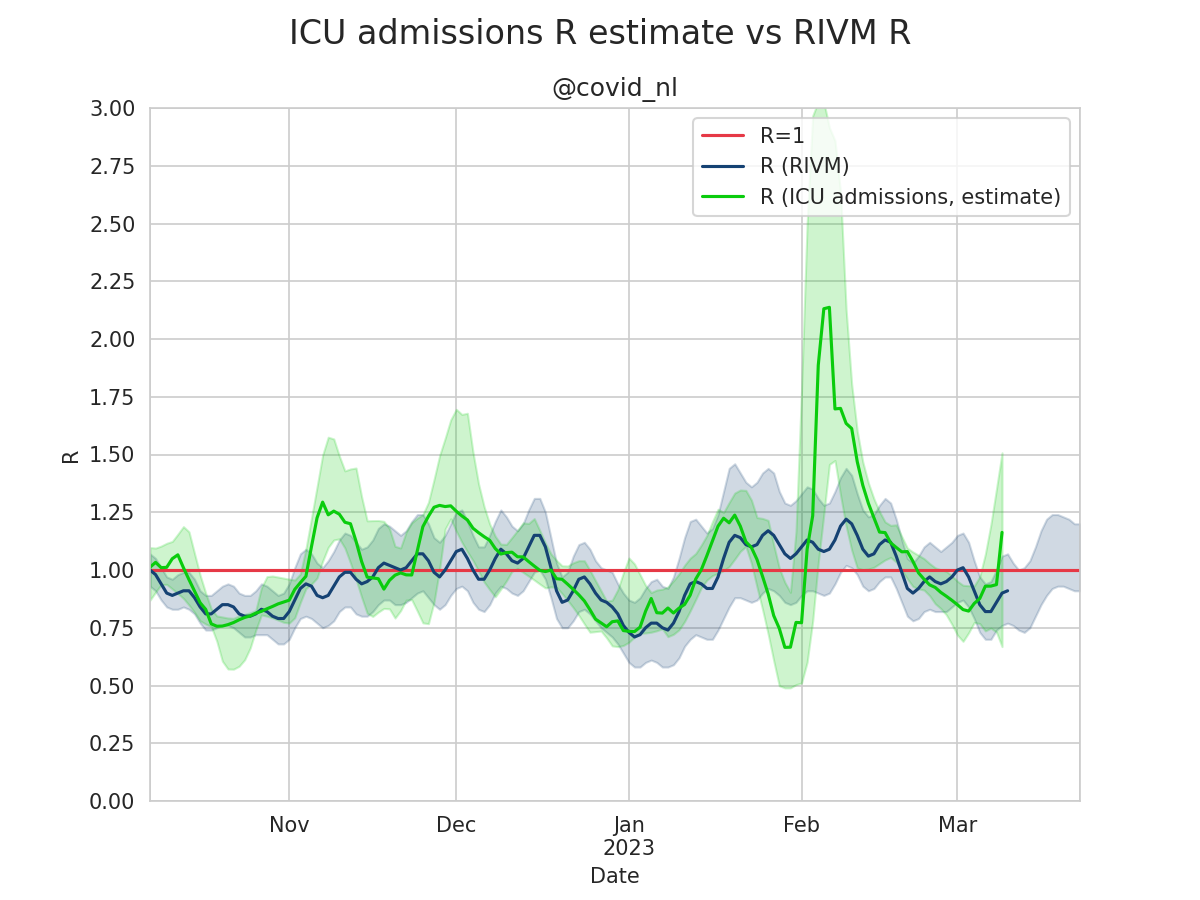 ICU admissions R estimate vs RIVM R
@covid_nl
R=1
R (RIVM)
R (ICU admissions, estimate)
3.00
2.75
2.50
2.25
2.00
1.75
1.50
1.25
1.00
0.75
0.50
0.25
0.00
R
Nov Dec Jan Feb Mar
2023
Date